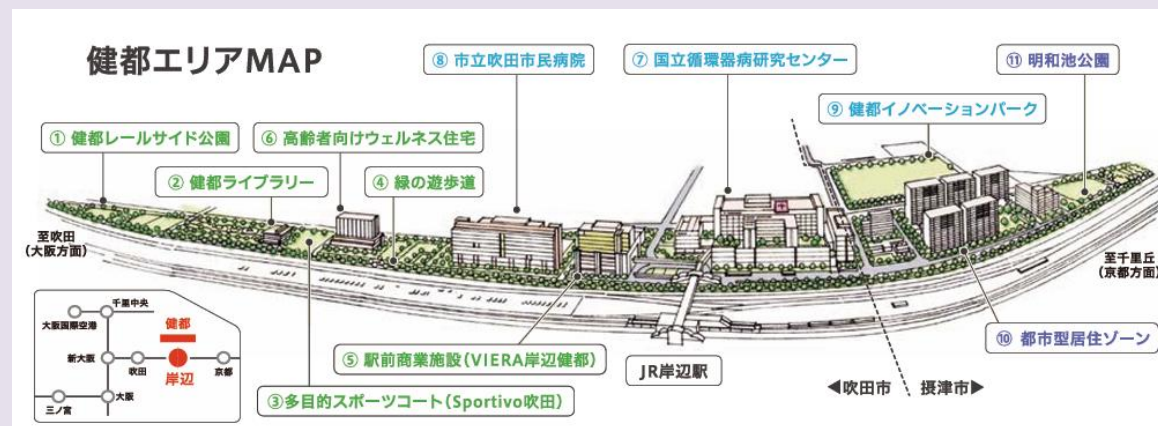 健都エリアMAP
⑧ 市立吹田市民病院
⑦ 国立循環器病研究センター
⑪ 明和池公園
⑨ 健都イノベーションパーク
① 健都レールサイド公園
⑥ 高齢者向けウェルネス住宅
② 健都ライブラリー
④ 緑の遊歩道
至吹田
(大阪方面)
至千里丘
(京都方面)
千里中央
大阪国際空港
健都
新大阪
吹田
岸辺
京都
三ノ宮
大阪
⑤ 駅前商業施設(VIERA岸辺健都)
JR岸辺駅
⑩ 都市型居住ゾーン
③多目的スポーツコート(Sportivo吹田)
◀吹田市
摂津市▶